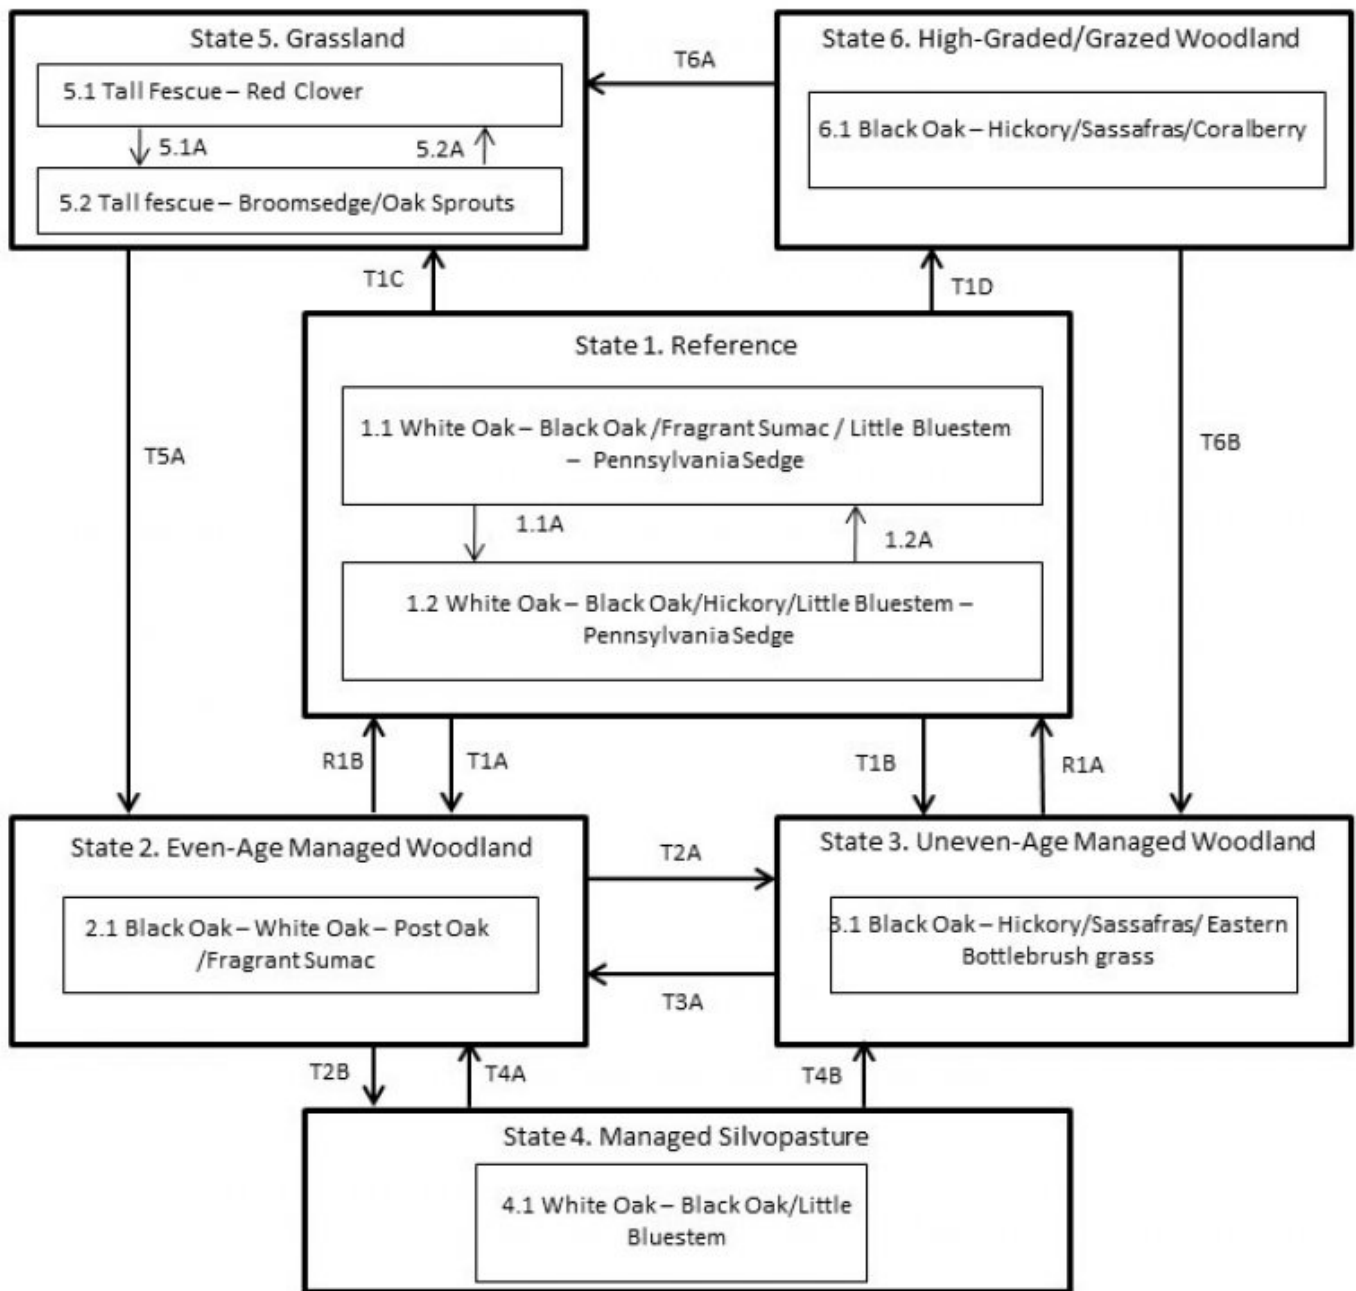 State 5. Grassland
5.1 Tall Fescue – Red Clover
5.1A
5.2A
5.2 Tall fescue – Broomsedge/Oak Sprouts
T6A
State 6. High-Graded/Grazed Woodland
6.1 Black Oak – Hickory/Sassafras/Coralberry
T1C
T1D
State 1. Reference
1.1 White Oak – Black Oak /Fragrant Sumac / Little Bluestem
– Pennsylvania Sedge
1.1A
1.2A
1.2 White Oak – Black Oak/Hickory/Little Bluestem –
Pennsylvania Sedge
T5A
T6B
R1B
T1A
T1B
R1A
State 2. Even-Age Managed Woodland
2.1 Black Oak – White Oak – Post Oak
/Fragrant Sumac
T2A
T3A
State 3. Uneven-Age Managed Woodland
3.1 Black Oak – Hickory/Sassafras/ Eastern
Bottlebrush grass
T2B
T4A
T4B
State 4. Managed Silvopasture
4.1 White Oak – Black Oak/Little
Bluestem